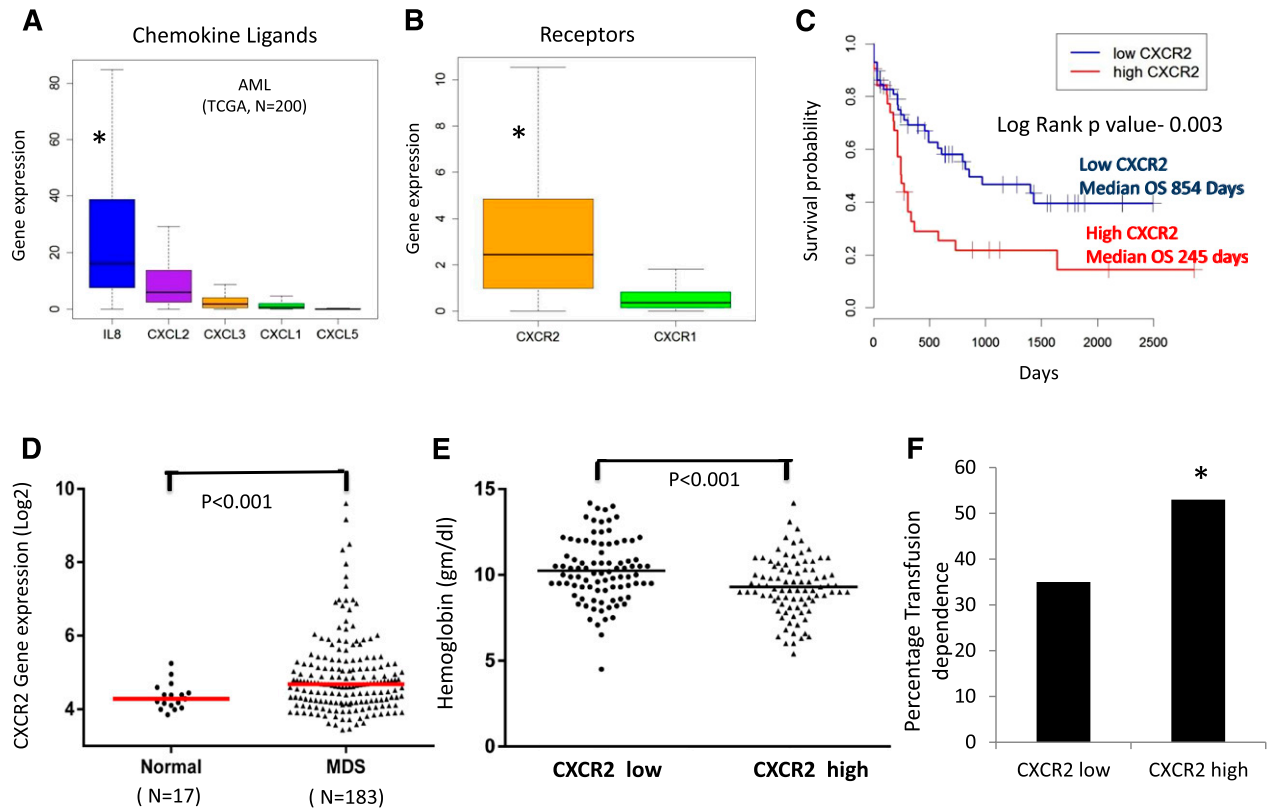 A
Chemokine Ligands
AML
(TCGA, N=200)
*
Gene expression
80
60
40
20
0
IL8 CXCL2 CXCL3 CXCL1 CXCL5
B
Receptors
*
Gene expression
10
8
6
4
2
0
CXCR2 CXCR1
C
low CXCR2
high CXCR2
Log Rank p value- 0.003
Low CXCR2
Median OS 854 Days
High CXCR2
Median OS 245 days
Survival probability
1.0
0.8
0.6
0.4
0.2
0.0
0 500 1000 1500 2000 2500
Days
D
P<0.001
CXCR2 Gene expression (Log2)
10
8
6
4
Normal MDS
( N=17) ( N=183)
E
P<0.001
Hemoglobin (gm/dl)
15
10
5
0
CXCR2 low CXCR2 high
F
*
Percentage Transfusion
dependence
60
50
40
30
20
10
0
CXCR2 low CXCR2 high